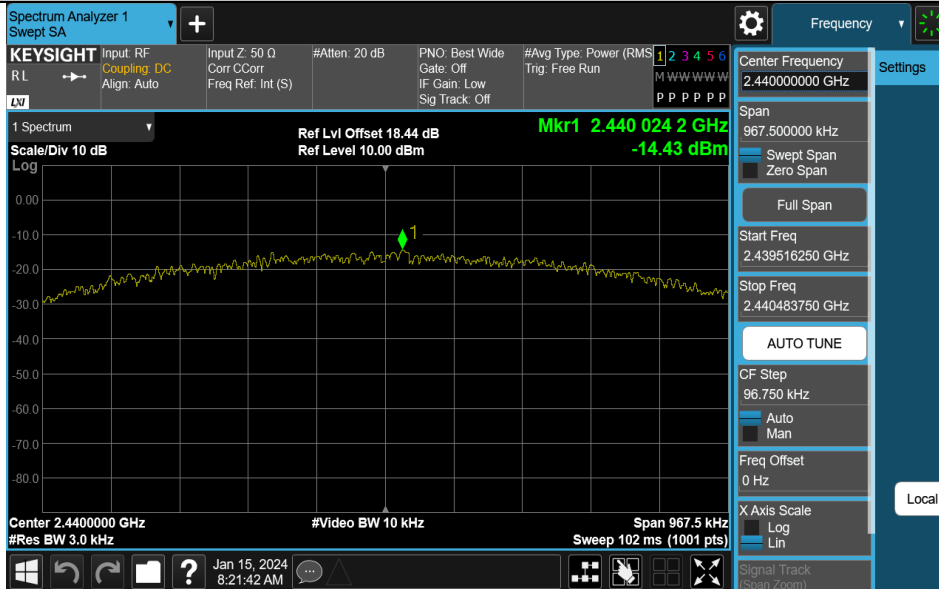 Spectrum Analyzer 1
Swept SA
+
Frequency
KEYSIGHT
RL
LXI
Input: RF
Coupling: DC
Align: Auto
Input Z: 50 Ω
Corr CCorr
Freq Ref: Int (S)
#Atten: 20 dB
PNO: Best Wide
Gate: Off
IF Gain: Low
Sig Track: Off
#Avg Type: Power (RMS
Trig: Free Run
1 2 3 4 5 6
M W W W W W
P P P P P P
1 Spectrum
Scale/Div 10 dB
Log
Ref Lvl Offset 18.44 dB
Ref Level 10.00 dBm
Mkr1 2.440 024 2 GHz
-14.43 dBm
0.00
-10.0
-20.0
-30.0
-40.0
-50.0
-60.0
-70.0
-80.0
1
Center 2.4400000 GHz
#Res BW 3.0 kHz
#Video BW 10 kHz
Span 967.5 kHz
Sweep 102 ms (1001 pts)
Center Frequency
2.440000000 GHz
Span
967.500000 kHz
Swept Span
Zero Span
Full Span
Start Freq
2.439516250 GHz
Stop Freq
2.440483750 GHz
AUTO TUNE
CF Step
96.750 kHz
Auto
Man
Freq Offset
0 Hz
X Axis Scale
Log
Lin
Signal Track
(Span Zoom)
Settings
Local
?
Jan 15, 2024
8:21:42 AM